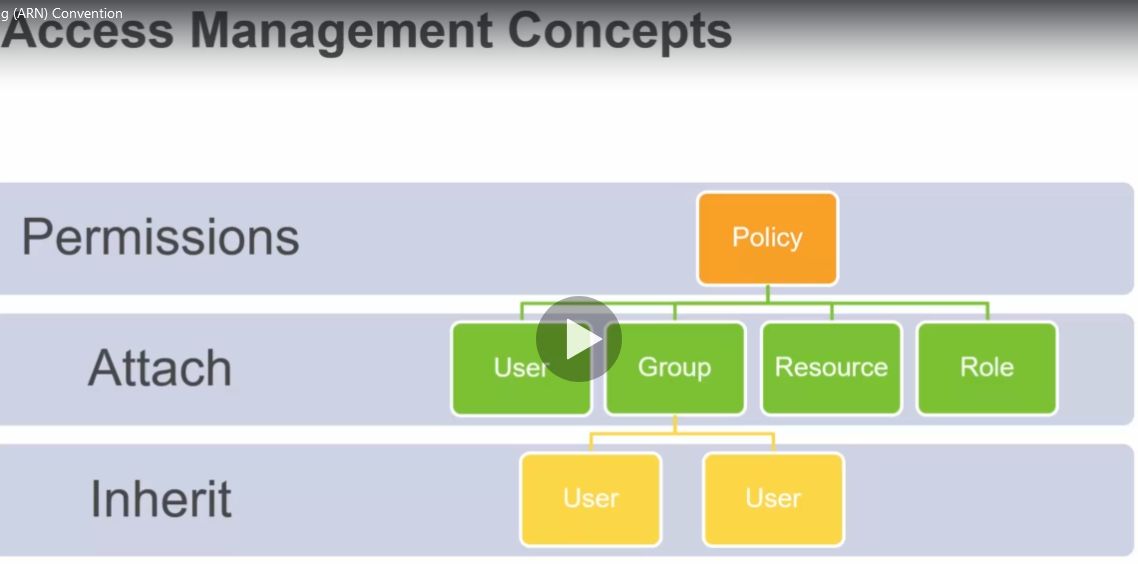 g (ARN) Convention
Access Management Concepts
Permissions
Policy
Attach
User
Group
Resource
Role
Inherit
User
User